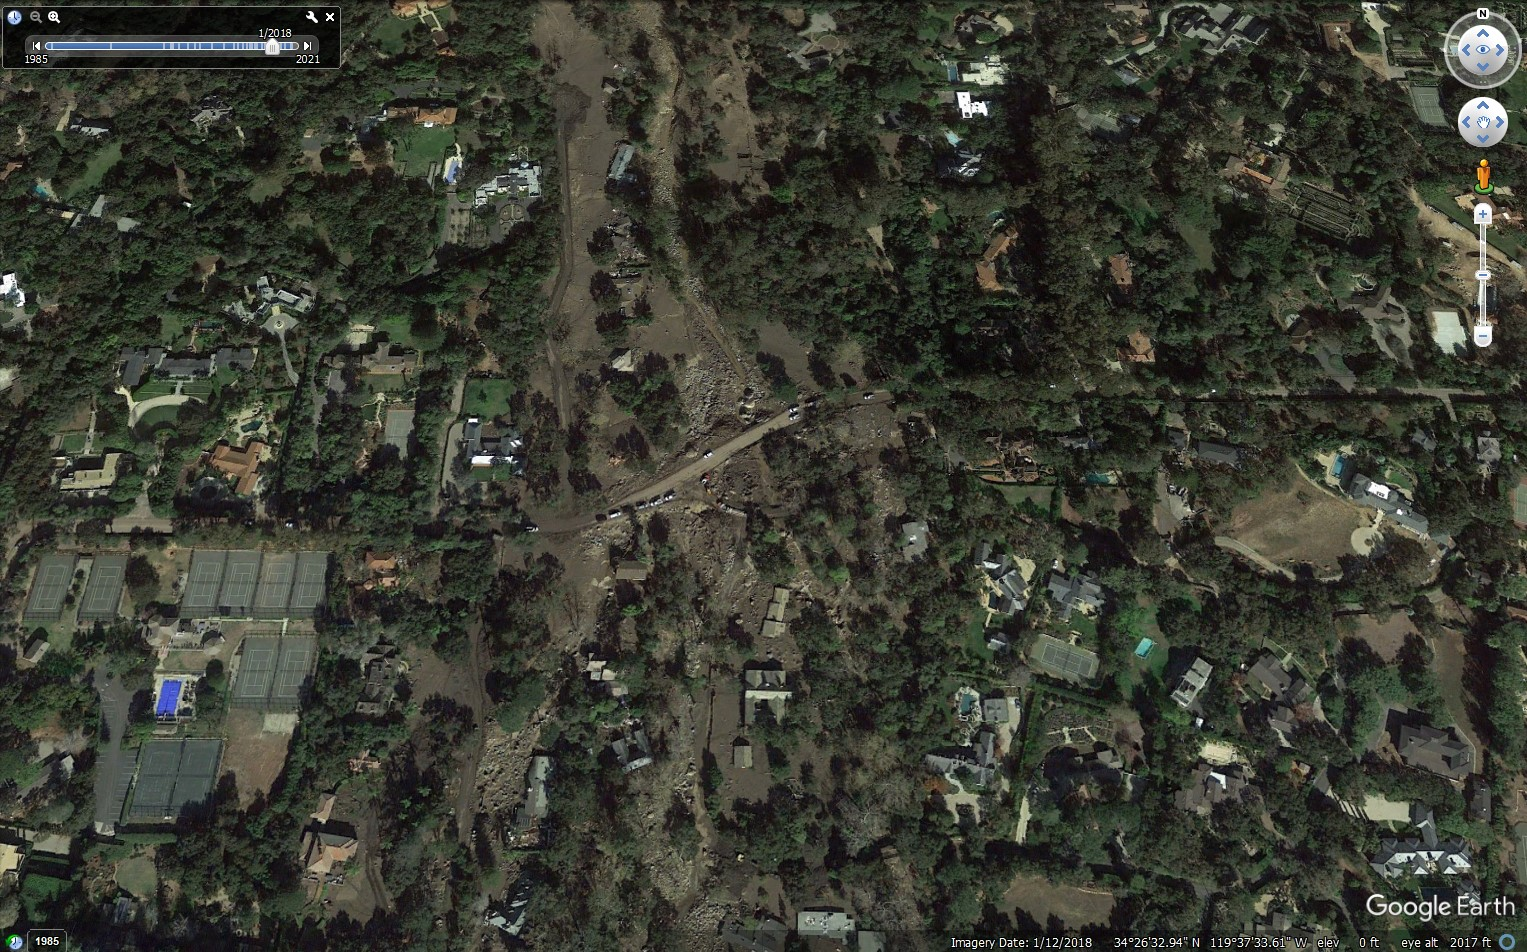 1/2018
1985
2021
N
Google Earth
1985
Imagery Date: 1/12/2018 34°26'32.94" N 119°37'33.61" W elev 0 ft eye alt 2017 ft